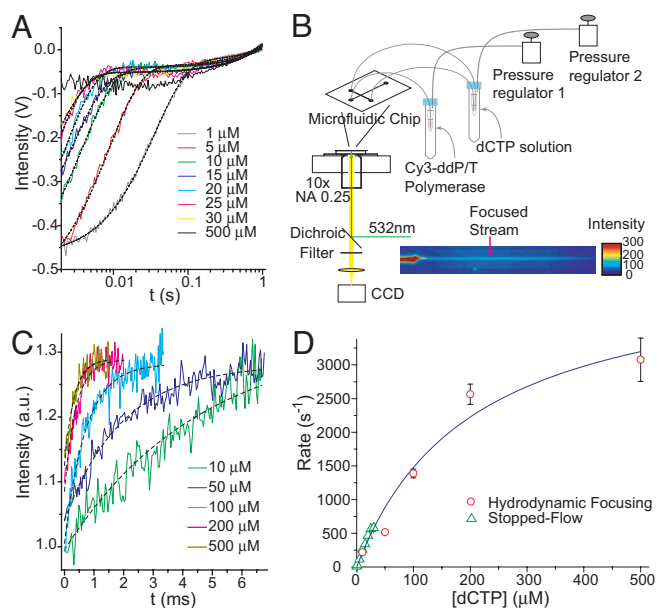 A
Intensity (V)
0.0
-0.1
-0.2
-0.3
-0.4
-0.5
1 µM
5 µM
10 µM
15 µM
20 µM
25 µM
30 µM
500 µM
0.01
0.1
1
t (s)
B
Pressure
regulator 1
Pressure
regulator 2
Microfluidic Chip
dCTP solution
Cy3-ddP/T
Polymerase
10x
NA 0.25
Dichroic
532nm
Filter
CCD
Focused
Stream
Intensity
300
200
100
0
C
Intensity (a.u.)
1.3
1.2
1.1
1.0
10 µM
50 µM
100 µM
200 µM
500 µM
0
1
2
3
4
5
6
t (ms)
D
Rate (s⁻¹)
3000
2500
2000
1500
1000
500
0
Hydrodynamic Focusing
Stopped-Flow
0
100
200
300
400
500
[dCTP] (µM)